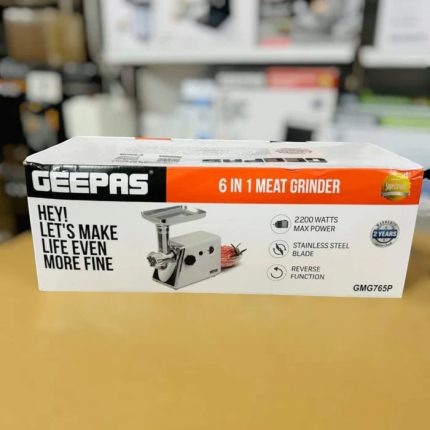 GEEPAS
GEEPAS
6 IN 1 MEAT GRINDER
HEY!
LET'S MAKE
LIFE EVEN
MORE FINE
2200 WATTS
MAX POWER
STAINLESS STEEL
BLADE
REVERSE
FUNCTION
2 YEARS
GMG765P